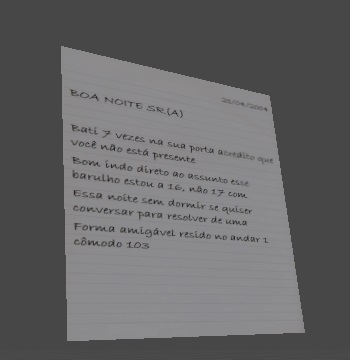 25/04/2004
BOA NOITE SR.(A)
Bati 7 vezes na sua porta acredito que
você não está presente
Bom indo direto ao assunto esse
barulho estou a 16, não 17 com
Essa noite sem dormir se quiser
conversar para resolver de uma
Forma amigável resido no andar 1
cômodo 103